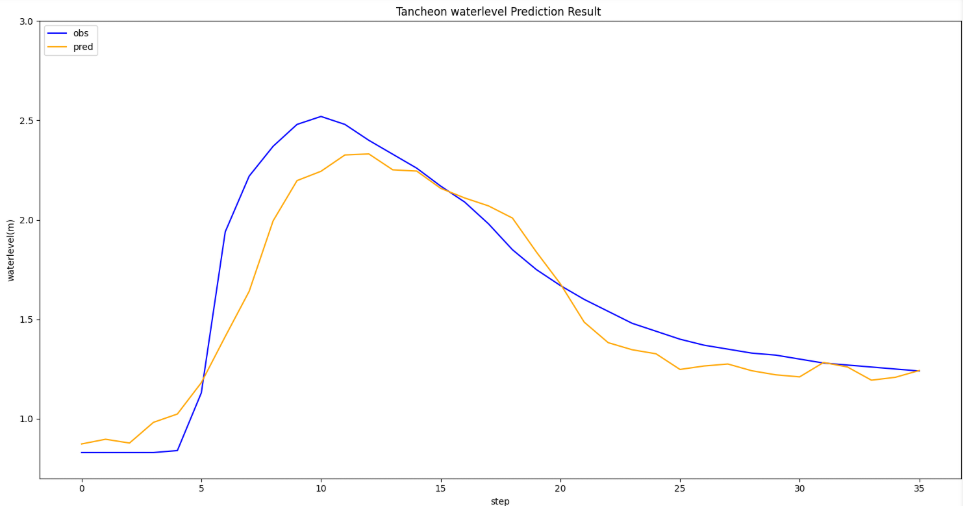 Tancheon waterlevel Prediction Result
obs
pred
waterlevel(m)
3.0
2.5
2.0
1.5
1.0
0 5 10 15 20 25 30 35
step